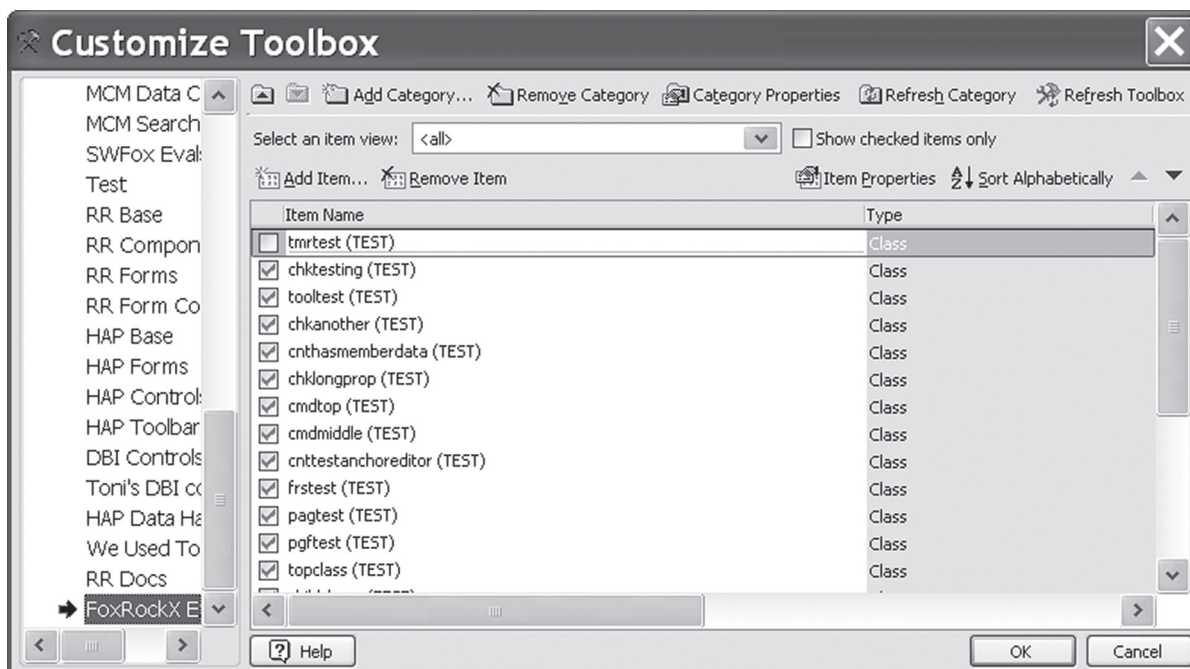 Customize Toolbox
MCM Data C
MCM Search
SWFox Eval
Test
RR Base
RR Compon
RR Forms
RR Form Co
HAP Base
HAP Forms
HAP Control
HAP Toolbar
DBI Controls
Toni's DBI co
HAP Data Ha
We Used To
RR Docs
FoxRockX E
Add Category... Remove Category Category Properties Refresh Category Refresh Toolbox
Select an item view: <all> Show checked items only
Add Item... Remove Item Item Properties Sort Alphabetically
Item Name Type
tmrtest (TEST) Class
chktesting (TEST) Class
tooltest (TEST) Class
chkanother (TEST) Class
cnthasmemberdata (TEST) Class
chklongprop (TEST) Class
cmdtop (TEST) Class
cmdmiddle (TEST) Class
cnttestanchoreditor (TEST) Class
frstest (TEST) Class
pagtest (TEST) Class
pgftest (TEST) Class
topclass (TEST) Class
Help OK Cancel